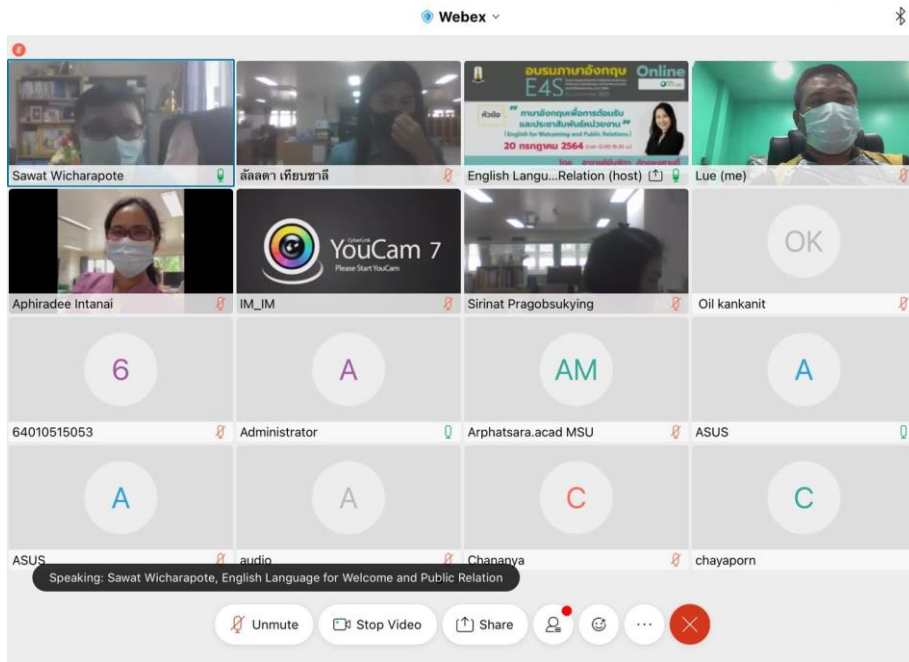 Webex
Sawat Wicharapote
ลัลลดา เทียบชาลี
อบรมภาษาอังกฤษ Online
E4S
หัวข้อ " ภาษาอังกฤษเพื่อการต้อนรับ
และประชาสัมพันธ์หน่วยงาน "
(English for Welcoming and Public Relations)
20 กรกฎาคม 2564
โดย
English Langu...Relation (host)
Lue (me)
Aphiradee Intanai
CyberLink
YouCam 7
Please Start YouCam
IM_IM
Sirinat Pragobsukying
OK
Oil kankanit
6
64010515053
A
Administrator
AM
Arphatsara.acad MSU
A
ASUS
A
ASUS
A
audio
C
Chananya
C
chayaporn
Speaking: Sawat Wicharapote, English Language for Welcome and Public Relation
Unmute
Stop Video
Share